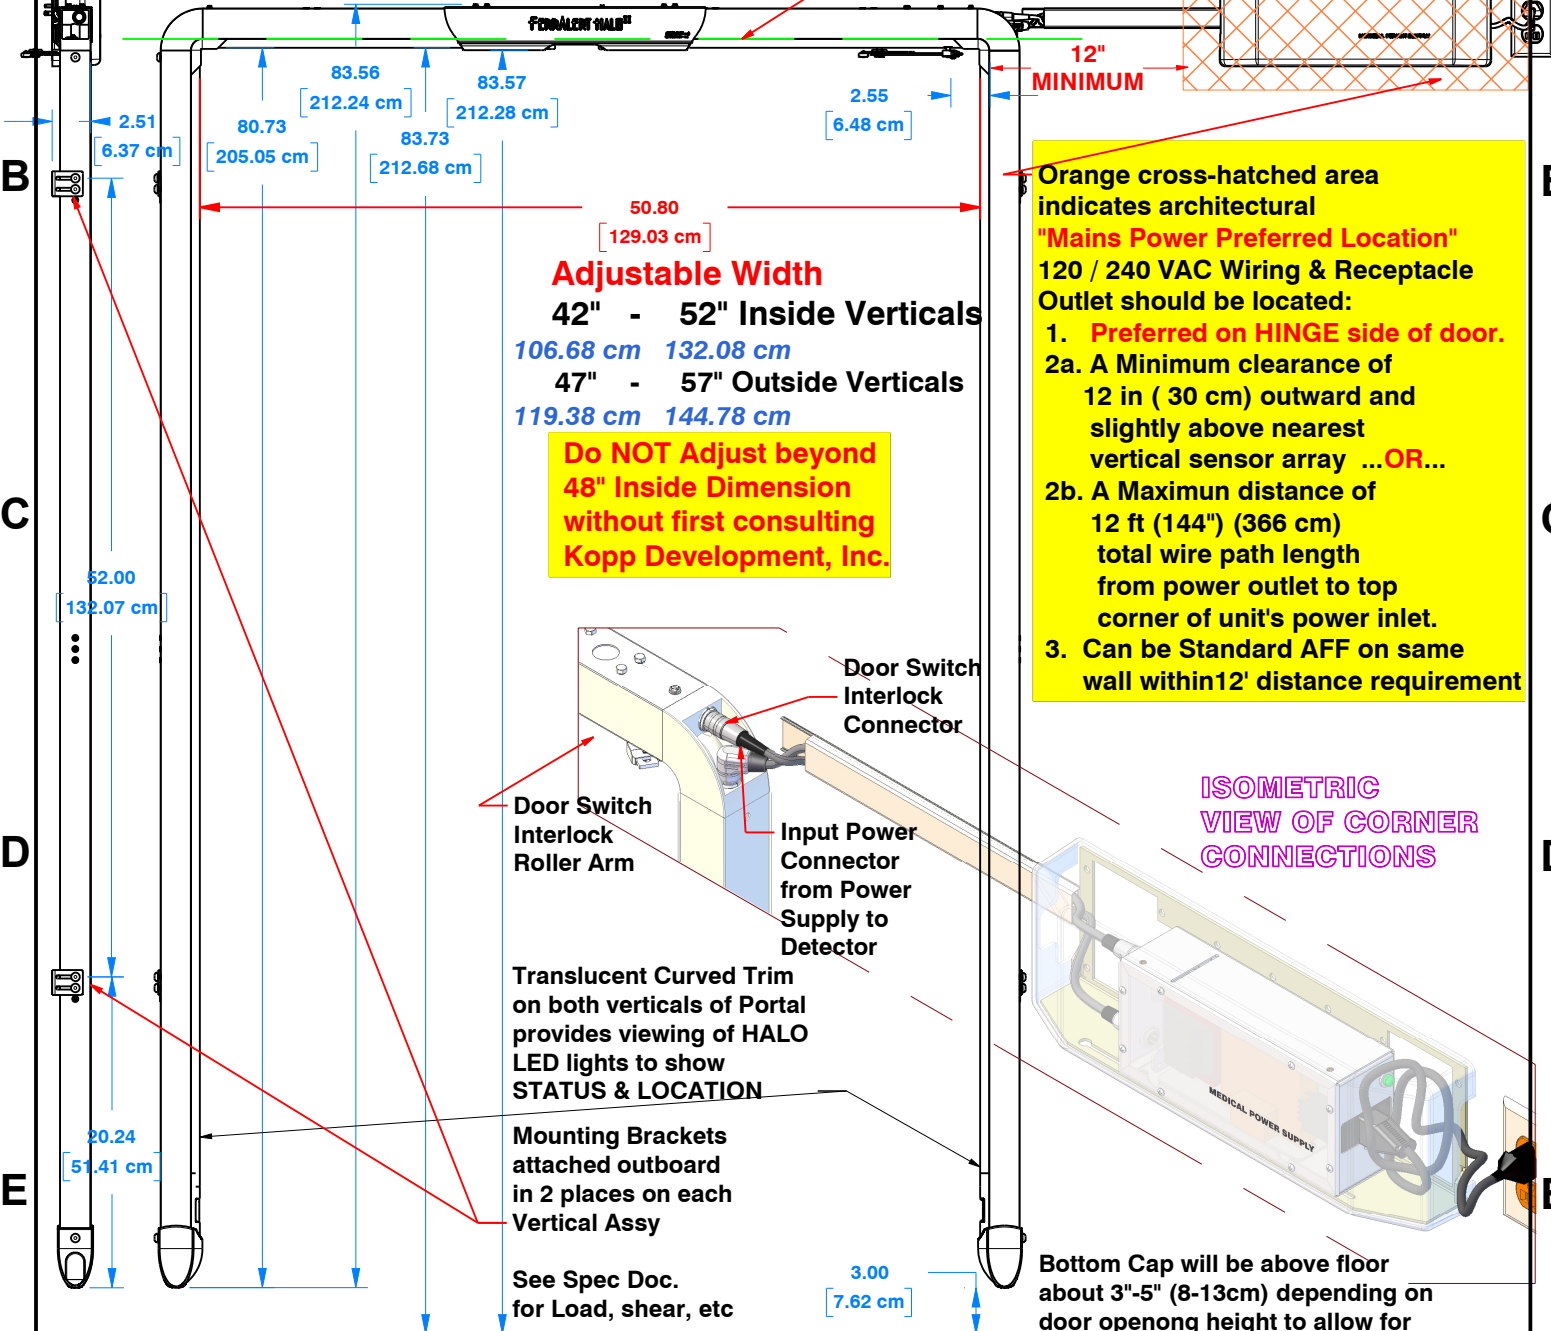 FERRALERT HALO II
12"
MINIMUM
83.56
[212.24 cm]
83.57
[212.28 cm]
2.55
[6.48 cm]
2.51
[6.37 cm]
80.73
[205.05 cm]
83.73
[212.68 cm]
B
50.80
[129.03 cm]
Adjustable Width
42" - 52" Inside Verticals
106.68 cm 132.08 cm
47" - 57" Outside Verticals
119.38 cm 144.78 cm
Do NOT Adjust beyond
48" Inside Dimension
without first consulting
Kopp Development, Inc.
Orange cross-hatched area
indicates architectural
"Mains Power Preferred Location"
120 / 240 VAC Wiring & Receptacle
Outlet should be located:
1. Preferred on HINGE side of door.
2a. A Minimum clearance of
12 in ( 30 cm) outward and
slightly above nearest
vertical sensor array ...OR...
2b. A Maximun distance of
12 ft (144") (366 cm)
total wire path length
from power outlet to top
corner of unit's power inlet.
3. Can be Standard AFF on same
wall within12' distance requirement
C
52.00
[132.07 cm]
Door Switch
Interlock
Connector
Door Switch
Interlock
Roller Arm
Input Power
Connector
from Power
Supply to
Detector
ISOMETRIC
VIEW OF CORNER
CONNECTIONS
D
Translucent Curved Trim
on both verticals of Portal
provides viewing of HALO
LED lights to show
STATUS & LOCATION
MEDICAL POWER SUPPLY
20.24
[51.41 cm]
Mounting Brackets
attached outboard
in 2 places on each
Vertical Assy
E
See Spec Doc.
for Load, shear, etc
3.00
[7.62 cm]
Bottom Cap will be above floor
about 3"-5" (8-13cm) depending on
door openong height to allow for